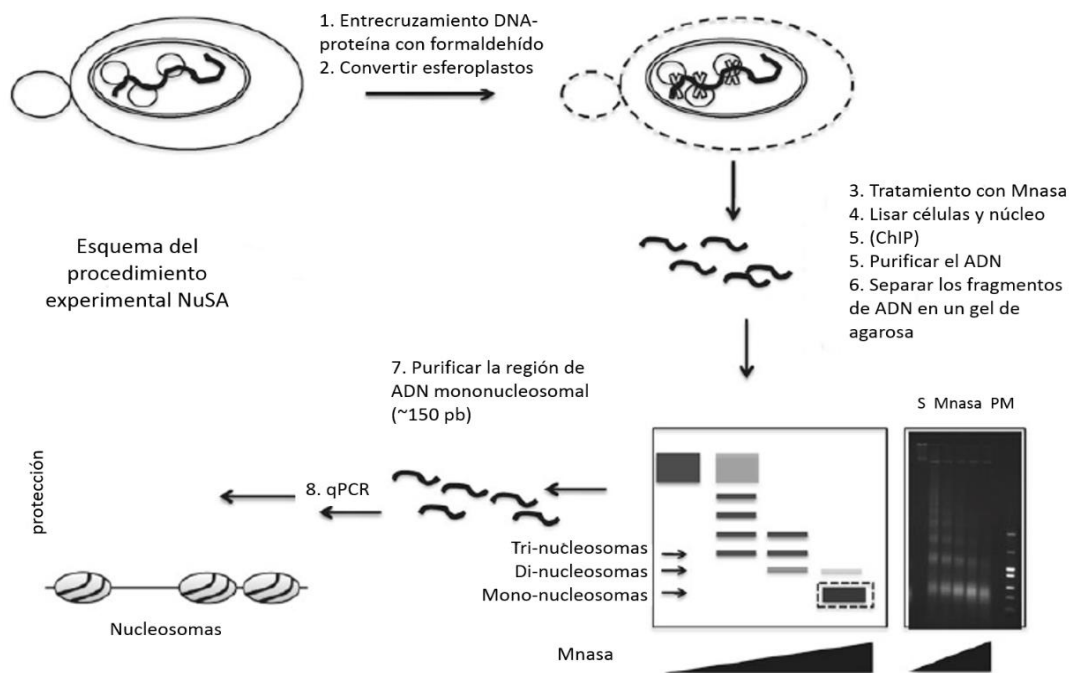 1. Entrecruzamiento DNA-
proteína con formaldehído
2. Convertir esferoplastos
3. Tratamiento con Mnasa
4. Lisar células y núcleo
5. (ChIP)
5. Purificar el ADN
6. Separar los fragmentos
de ADN en un gel de
agarosa
Esquema del
procedimiento
experimental NuSA
7. Purificar la región de
ADN mononucleosomal
(~150 pb)
S Mnasa PM
protección
8. qPCR
Tri-nucleosomas
Di-nucleosomas
Mono-nucleosomas
Nucleosomas
Mnasa